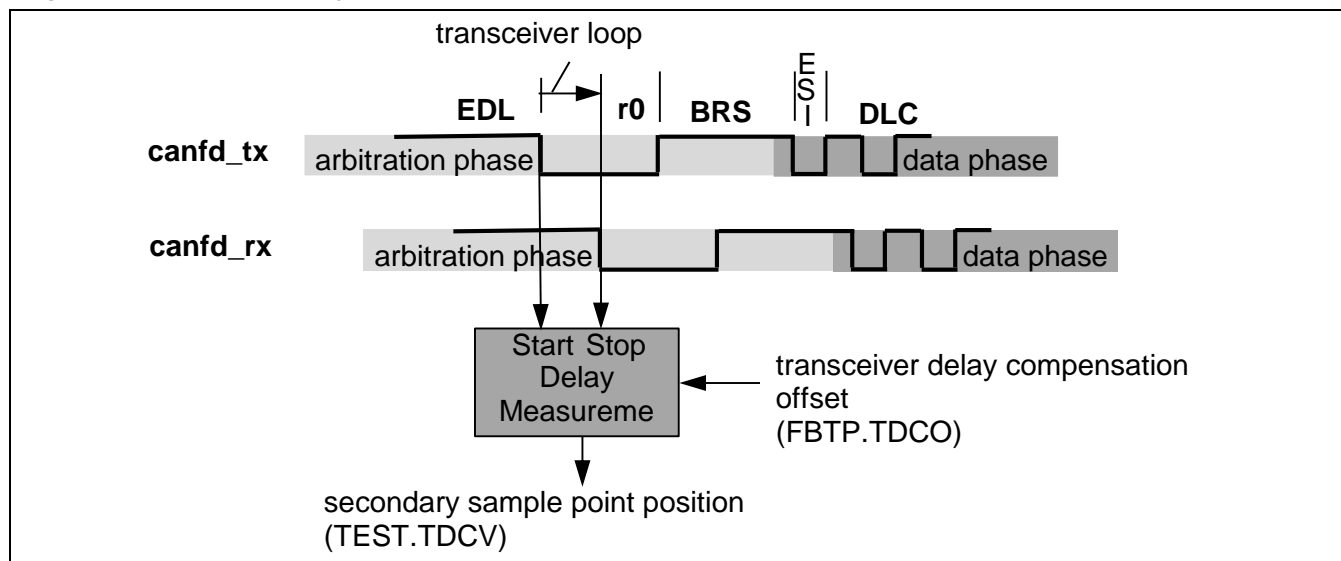 transceiver loop
EDL r0 BRS ESI DLC
canfd_tx arbitration phase data phase
canfd_rx arbitration phase data phase
Start Stop
Delay
Measureme
transceiver delay compensation
offset
(FBTP.TDCO)
secondary sample point position
(TEST.TDCV)